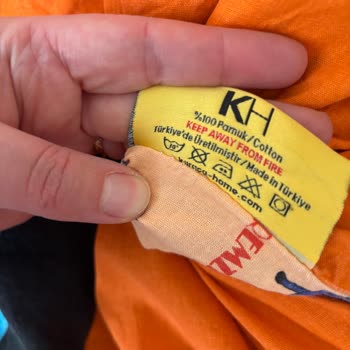 KH
%100 Pamuk/Cotton
KEEP AWAY FROM FIRE
Türkiye'de Üretilmiştir/Made in Türkiye